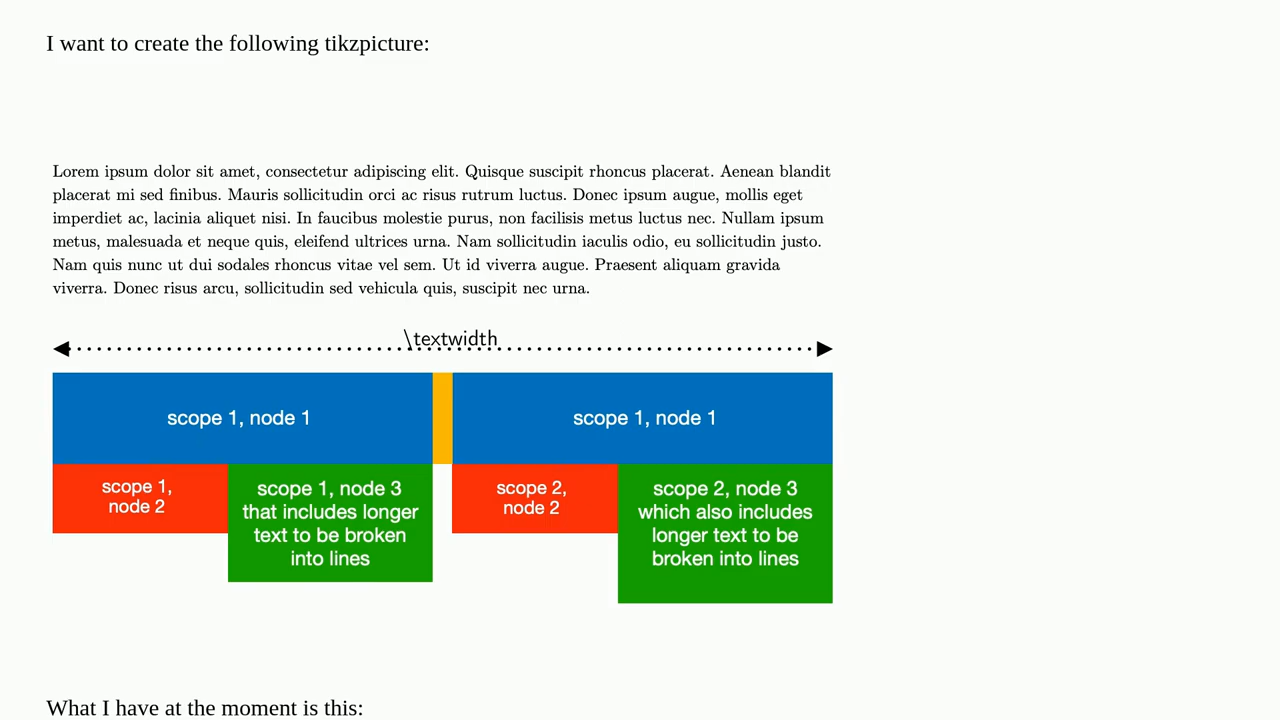 I want to create the following tikzpicture:
Lorem ipsum dolor sit amet, consectetur adipiscing elit. Quisque suscipit rhoncus placerat. Aenean blandit
placerat mi sed finibus. Mauris sollicitudin orci ac risus rutrum luctus. Donec ipsum augue, mollis eget
imperdiet ac, lacinia aliquet nisi. In faucibus molestie purus, non facilisis metus luctus nec. Nullam ipsum
metus, malesuada et neque quis, eleifend ultrices urna. Nam sollicitudin iaculis odio, eu sollicitudin justo.
Nam quis nunc ut dui sodales rhoncus vitae vel sem. Ut id viverra augue. Praesent aliquam gravida
viverra. Donec risus arcu, sollicitudin sed vehicula quis, suscipit nec urna.
\textwidth
scope 1, node 1
scope 1, node 1
scope 1,
node 2
scope 1, node 3
that includes longer
text to be broken
into lines
scope 2,
node 2
scope 2, node 3
which also includes
longer text to be
broken into lines
What I have at the moment is this: